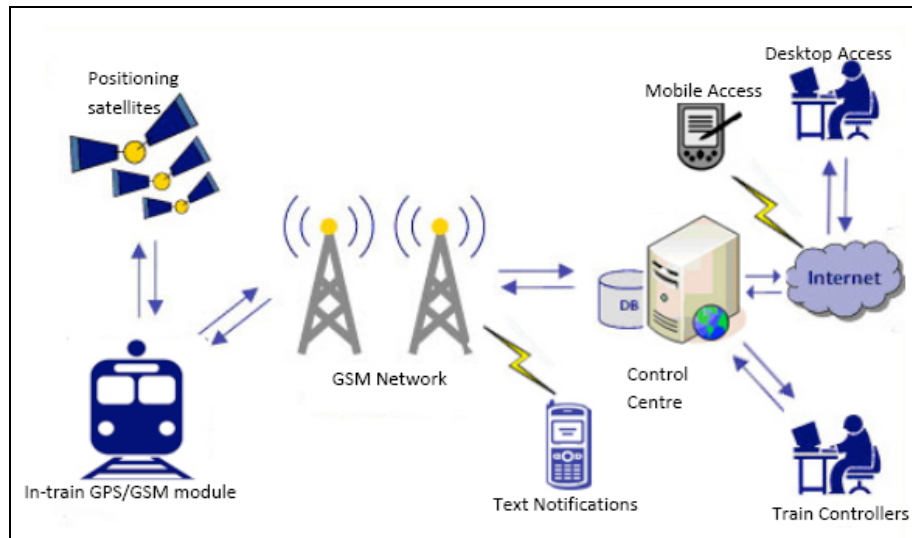 Positioning
satellites
Desktop Access
Mobile Access
Internet
DB
GSM Network
Control
Centre
In-train GPS/GSM module
Text Notifications
Train Controllers